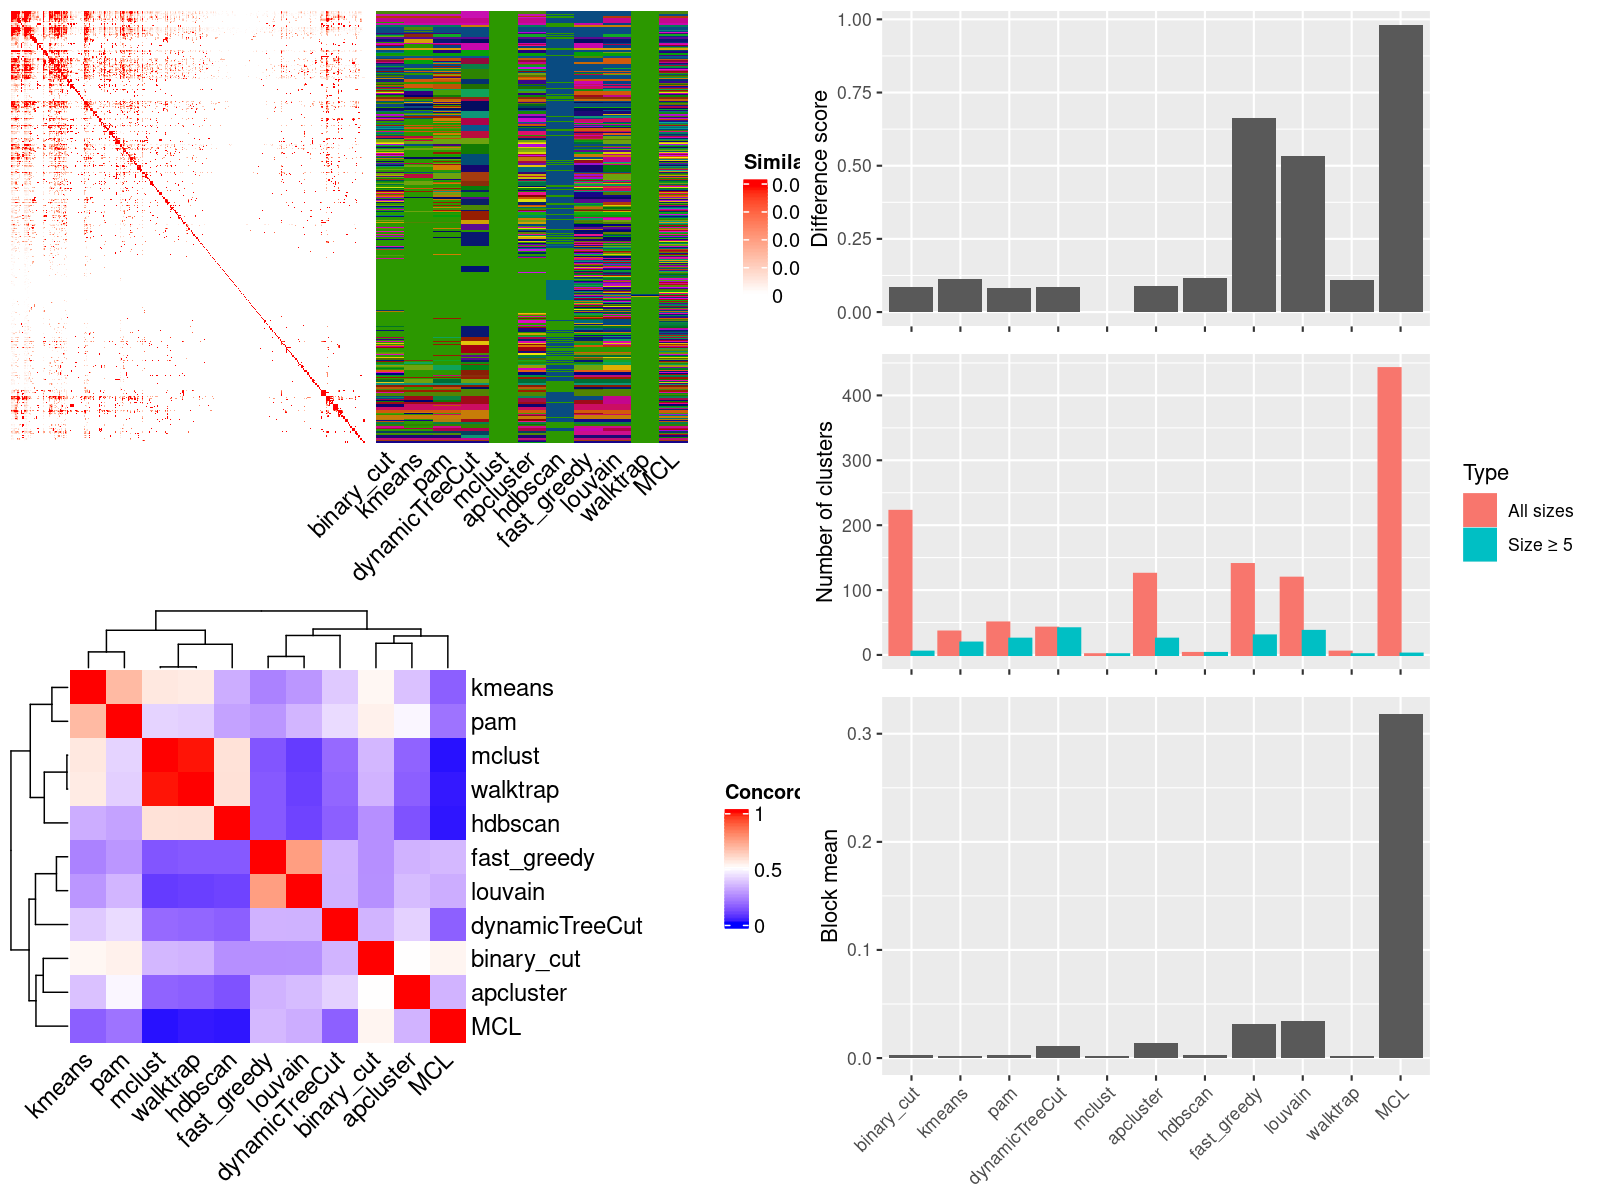 Simila
0.0
0.0
0.0
0.0
0
binary_cut
kmeans
pam
dynamicTreeCut
mclust
apcluster
hdbscan
fast_greedy
louvain
walktrap
MCL
kmeans
pam
mclust
walktrap
hdbscan
fast_greedy
louvain
dynamicTreeCut
binary_cut
apcluster
MCL
kmeans
pam
mclust
walktrap
hdbscan
fast_greedy
louvain
dynamicTreeCut
binary_cut
apcluster
MCL
Concord
1
0.5
0
Difference score
1.00
0.75
0.50
0.25
0.00
Number of clusters
400
300
200
100
0
Type
All sizes
Size ≥ 5
Block mean
0.3
0.2
0.1
0.0
binary_cut
kmeans
pam
dynamicTreeCut
mclust
apcluster
hdbscan
fast_greedy
louvain
walktrap
MCL